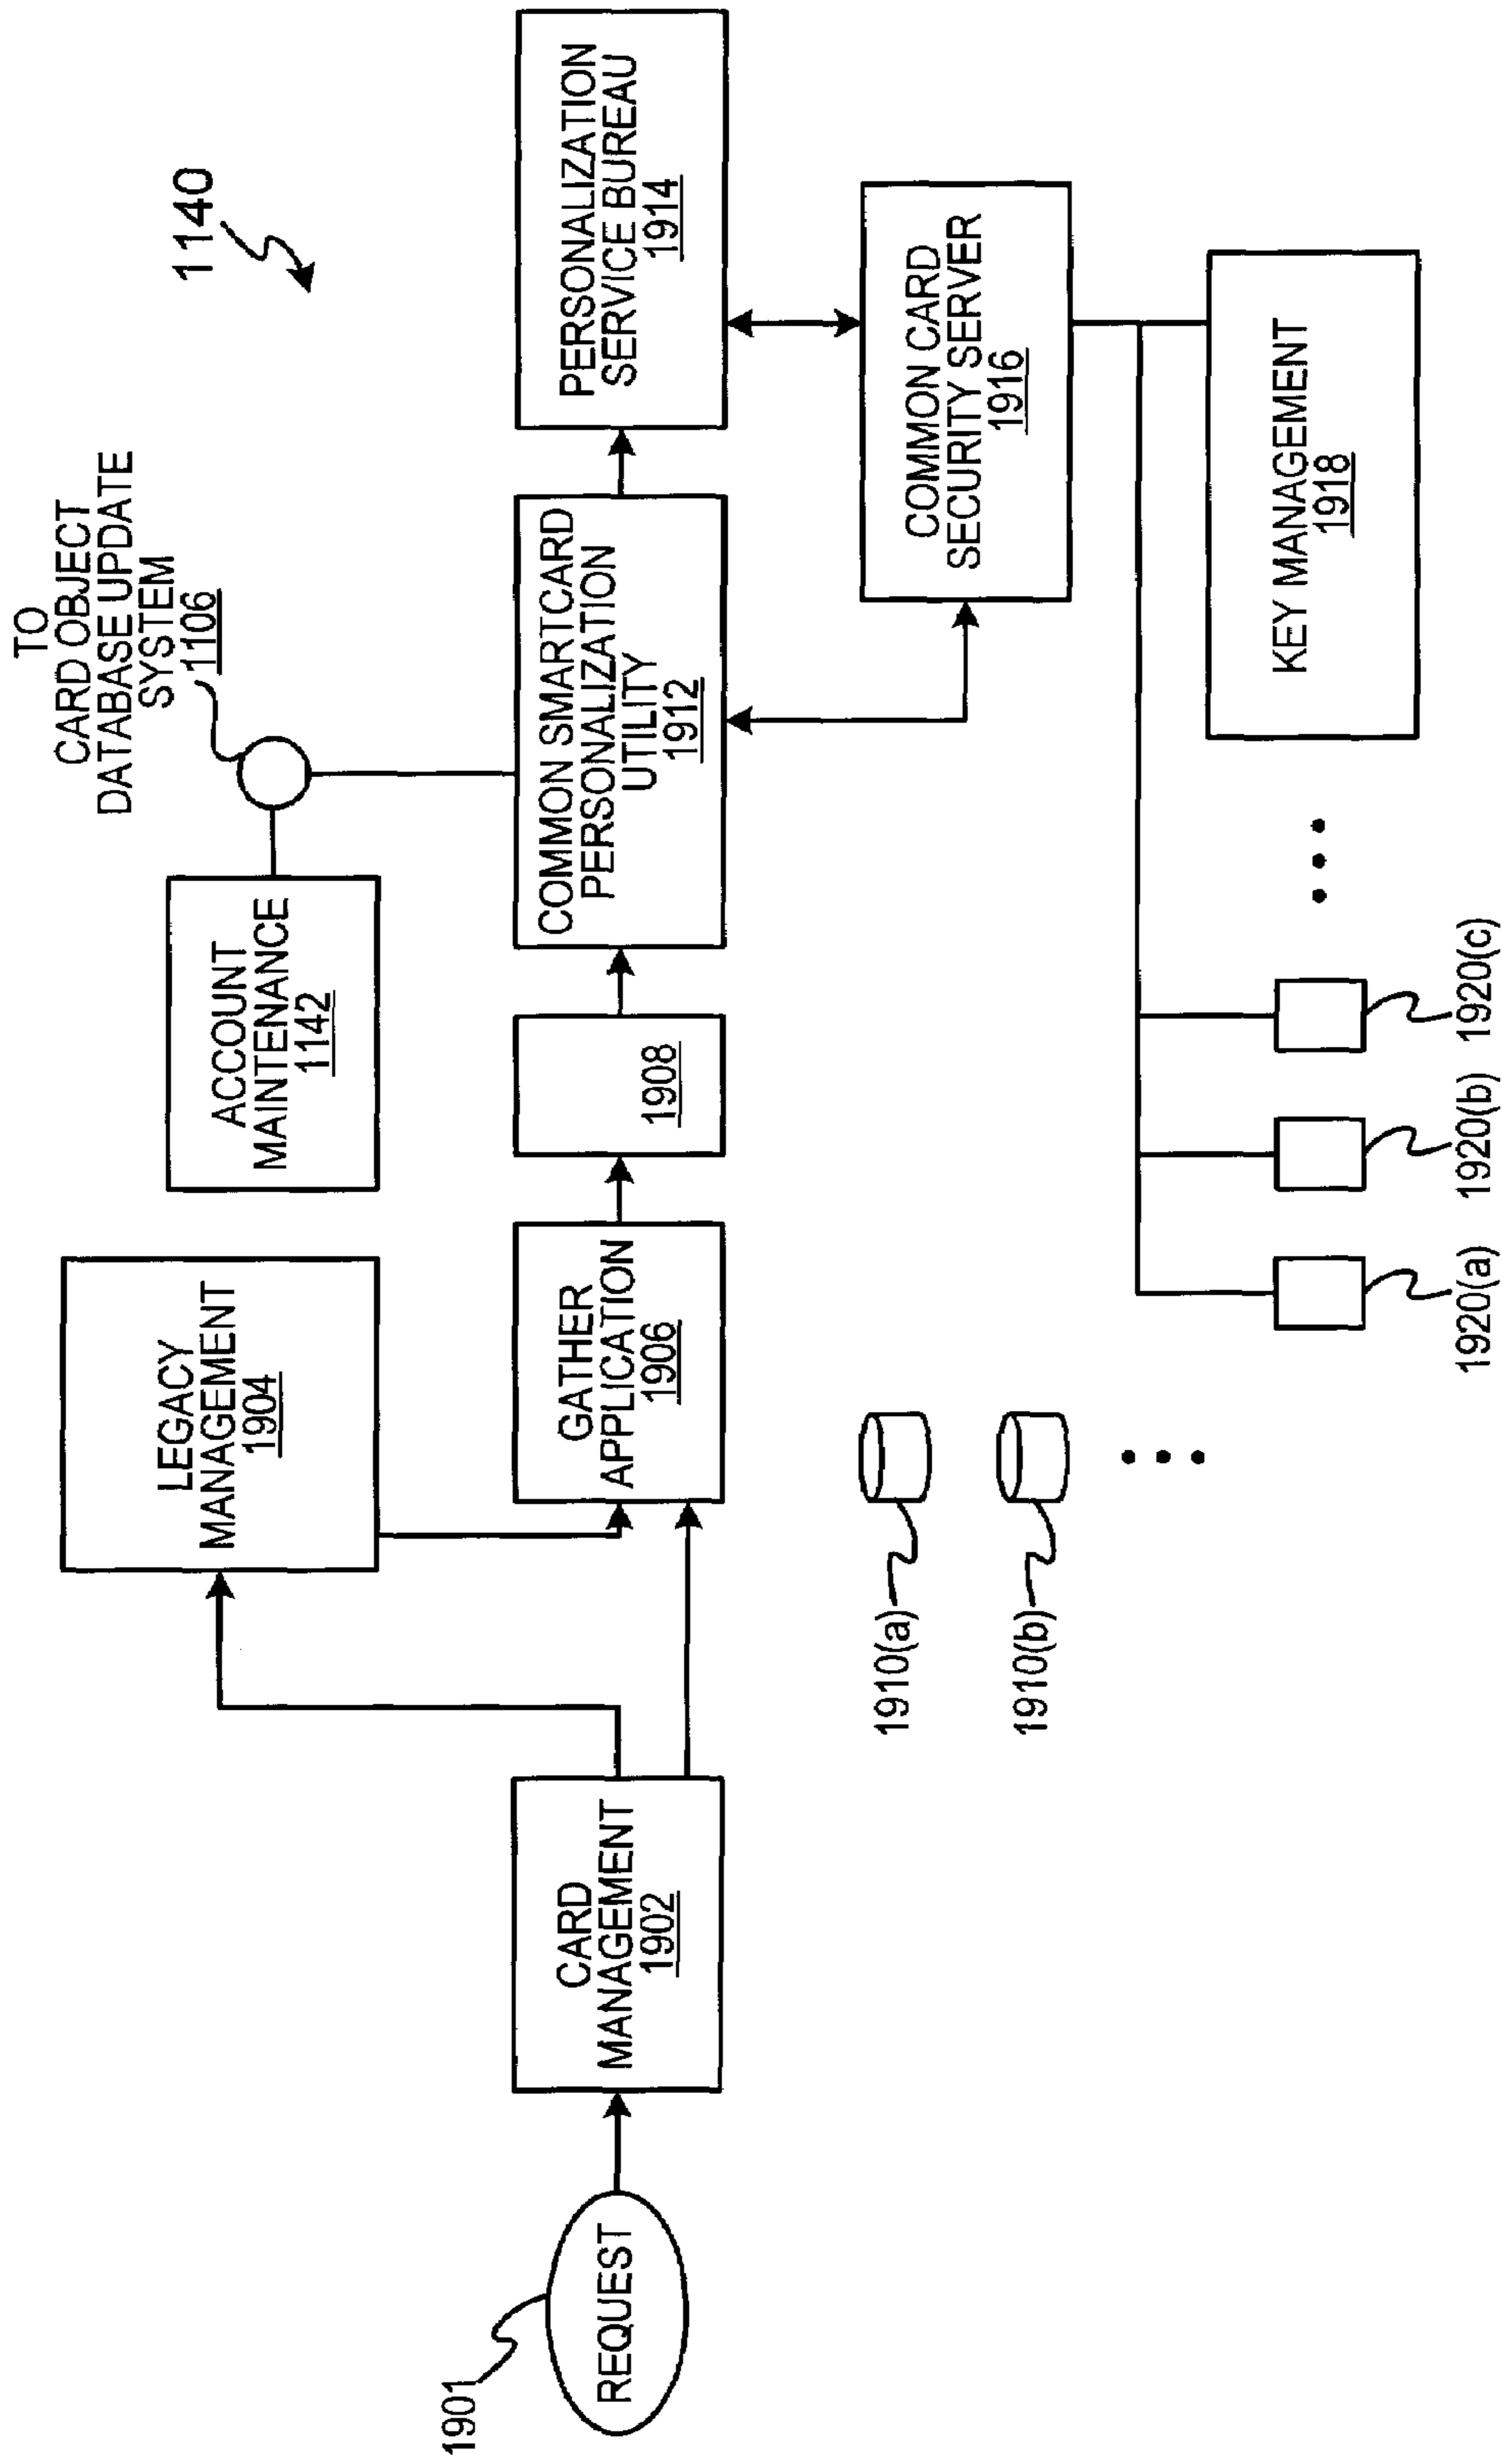 1140
TO
CARD OBJECT
DATABASE UPDATE
SYSTEM
1106
LEGACY
MANAGEMENT
1904
ACCOUNT
MAINTENANCE
1142
1901
REQUEST
CARD
MANAGEMENT
1902
GATHER
APPLICATION
1906
1908
COMMON SMARTCARD
PERSONALIZATION
UTILITY
1912
PERSONALIZATION
SERVICE BUREAU
1914
1910(a)
1910(b)
COMMON CARD
SECURITY SERVER
1916
KEY MANAGEMENT
1918
1920(a)
1920(b)
1920(c)